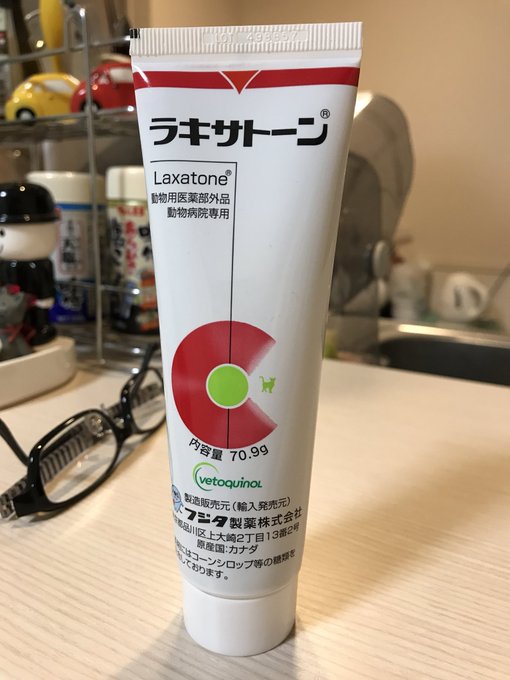 ラキサトーン®
Laxatone®
動物用医薬部外品
動物病院専用
内容量 70.9g
vetoquinol
製造販売元(輸入発売元)
フジタ製薬株式会社
品川区上大崎2丁目13番2号
原産国:カナダ
にはコーンシロップ等の糖類を
しております。